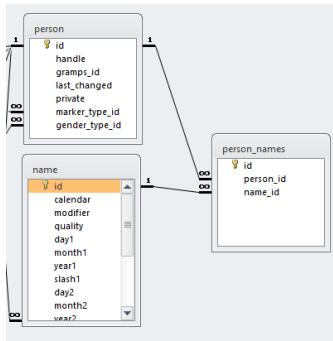 person
id
handle
gramps_id
last_changed
private
marker_type_id
gender_type_id
1
1
∞
∞
name
id
calendar
modifier
quality
day1
month1
year1
slash1
day2
month2
year2
1
∞
person_names
id
person_id
name_id
∞
∞